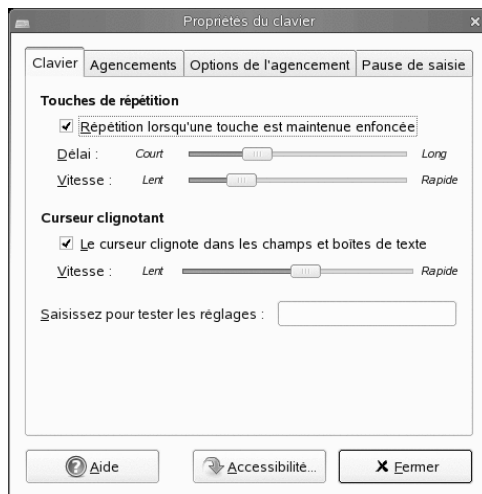 Propriétés du clavier
Clavier Agencements Options de l'agencement Pause de saisie
Touches de répétition
Répétition lorsqu'une touche est maintenue enfoncée
Délai : Court Long
Vitesse : Lent Rapide
Curseur clignotant
Le curseur clignote dans les champs et boîtes de texte
Vitesse : Lent Rapide
Saisissez pour tester les réglages :
Aide Accessibilité... Fermer